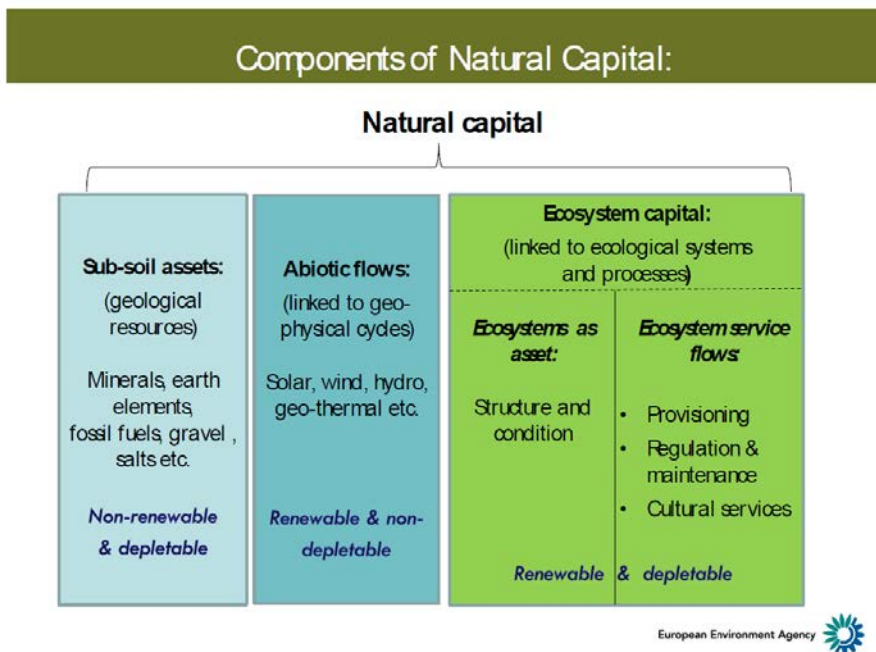 Components of Natural Capital:
Natural capital
Sub-soil assets:
(geological
resources)
Minerals, earth
elements,
fossil fuels, gravel ,
salts etc.
Non-renewable
& depletable
Abiotic flows:
(linked to geo-
physical cycles)
Solar, wind, hydro,
geo-thermal etc.
Renewable & non-
depletable
Ecosystem capital:
(linked to ecological systems
and processes)
Ecosystems as
asset:
Structure and
condition
Ecosystem service
flows:
• Provisioning
• Regulation &
maintenance
• Cultural services
Renewable & depletable
European Environment Agency